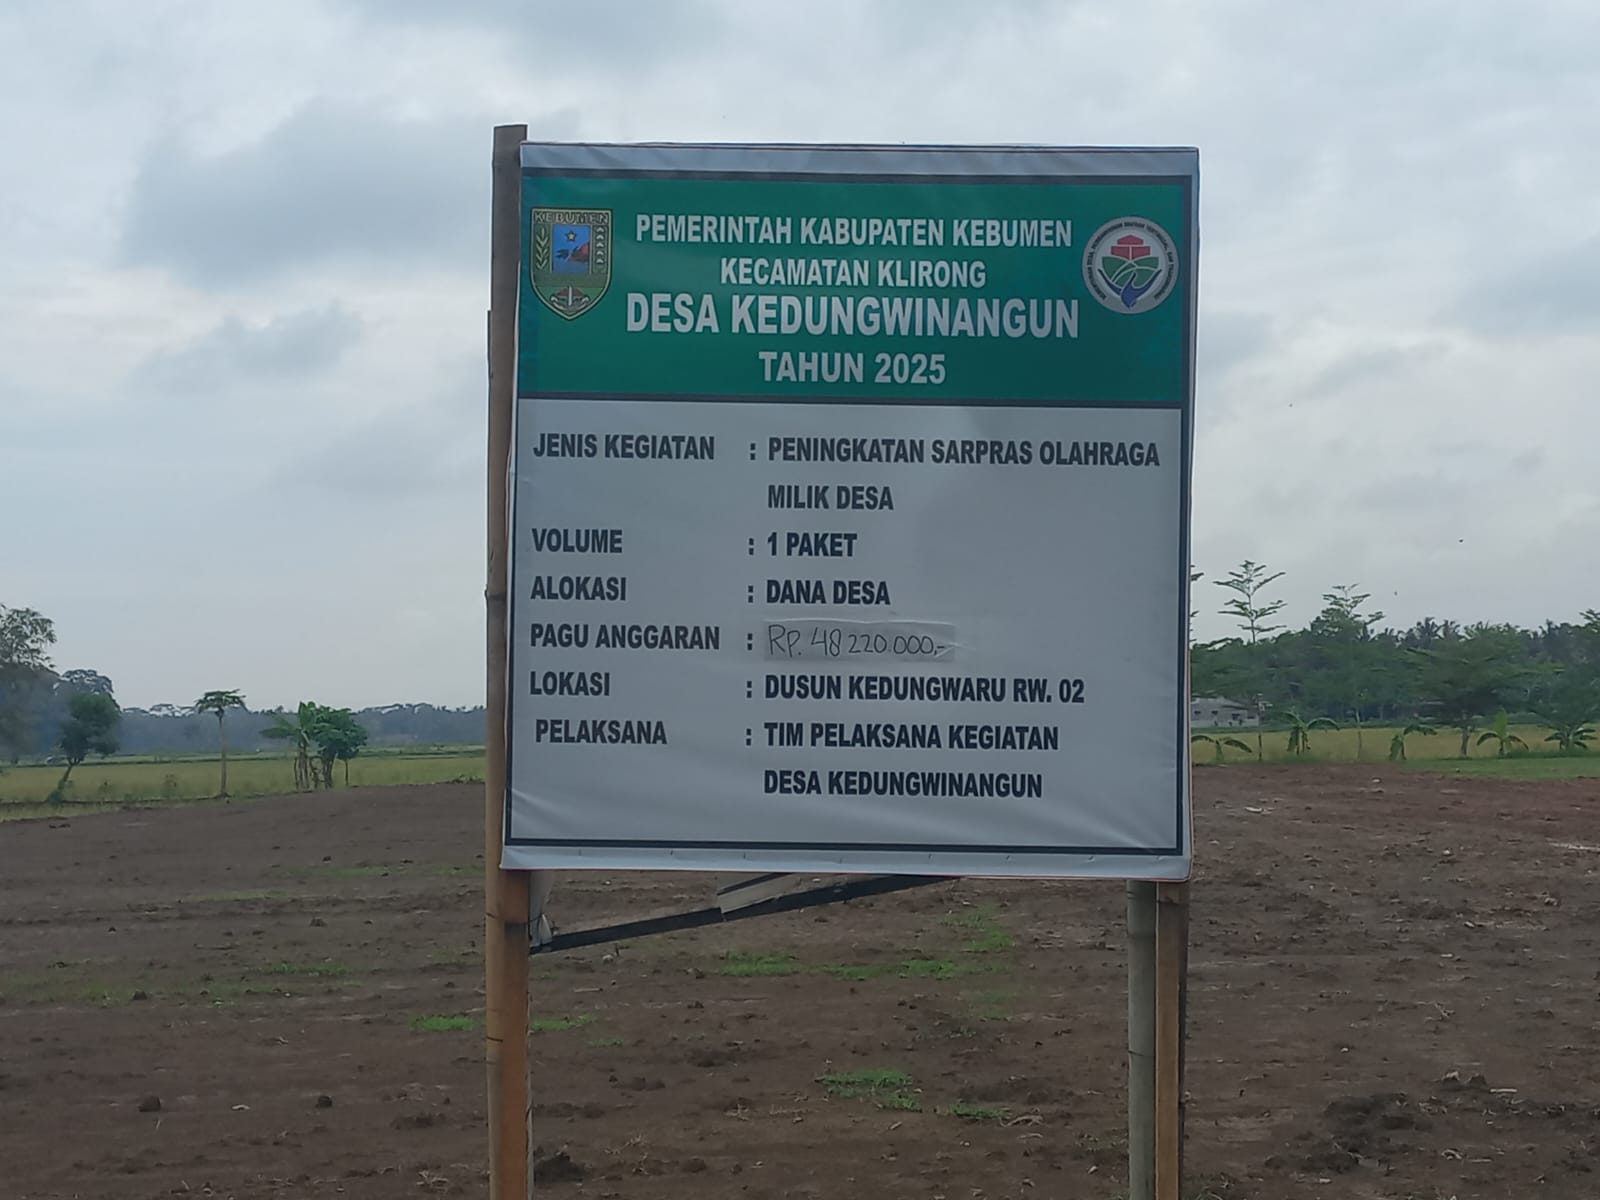 KEBUMEN
PEMERINTAH KABUPATEN KEBUMEN
KECAMATAN KLIRONG
DESA KEDUNGWINANGUN
TAHUN 2025
JENIS KEGIATAN : PENINGKATAN SARPRAS OLAHRAGA
MILIK DESA
VOLUME : 1 PAKET
ALOKASI : DANA DESA
PAGU ANGGARAN : Rp. 48 220.000,-
LOKASI : DUSUN KEDUNGWARU RW. 02
PELAKSANA : TIM PELAKSANA KEGIATAN
DESA KEDUNGWINANGUN